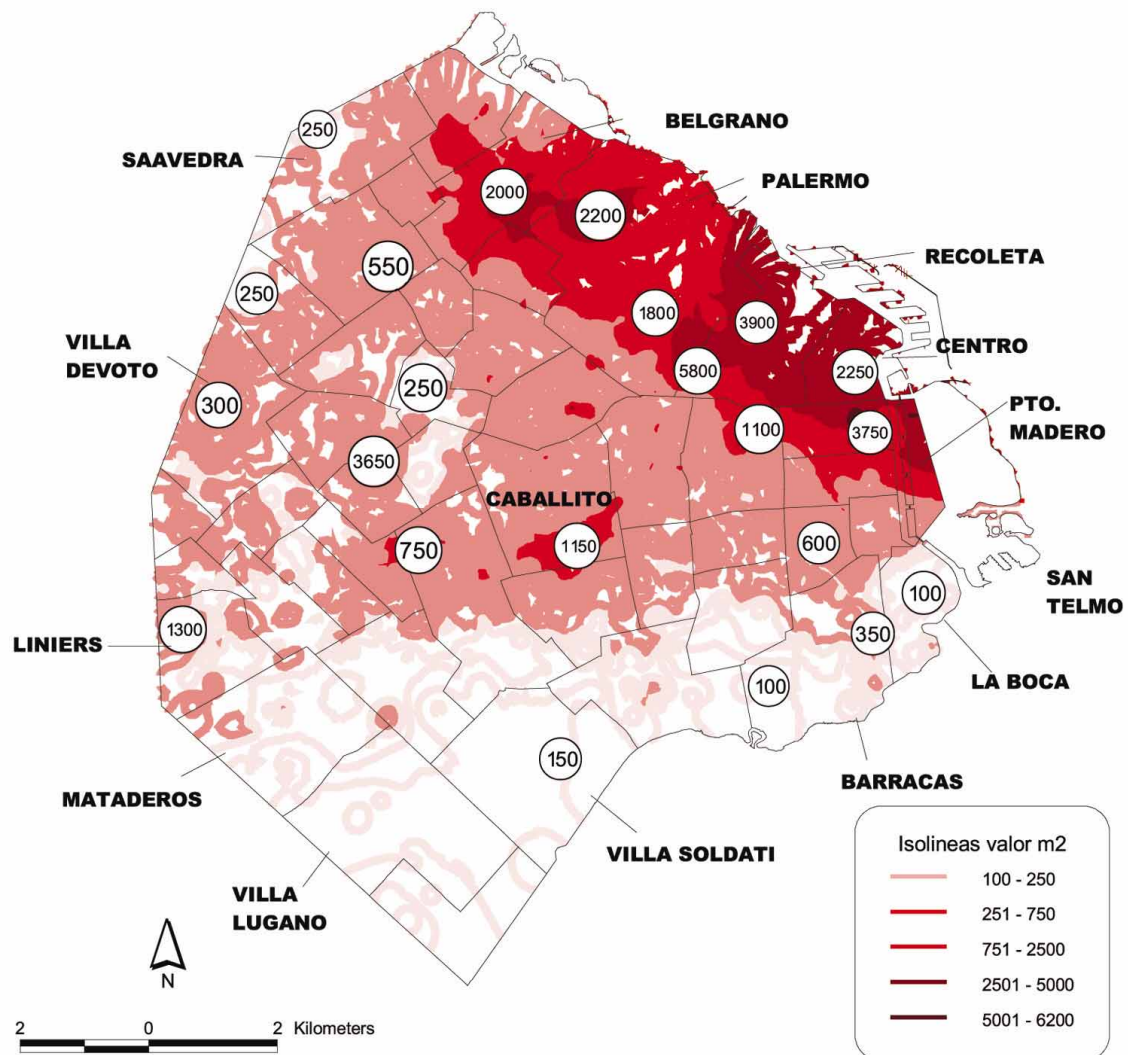 BELGRANO
250
SAAVEDRA
PALERMO
2000
2200
RECOLETA
550
250
1800
3900
CENTRO
VILLA
DEVOTO
5800
2250
250
300
PTO.
MADERO
1100
3750
3650
CABALLITO
750
1150
600
SAN
TELMO
100
1300
350
LINIERS
LA BOCA
100
150
BARRACAS
MATADEROS
VILLA SOLDATI
VILLA
LUGANO
Isolineas valor m2
100 - 250
251 - 750
751 - 2500
2501 - 5000
5001 - 6200
N
2 0 2 Kilometers